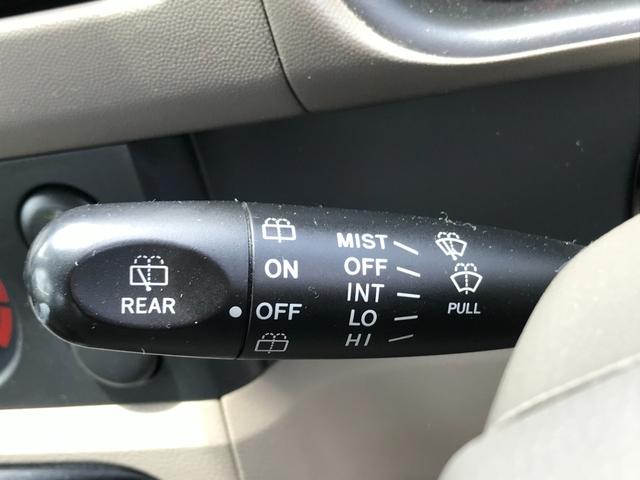 REAR
ON
OFF
MIST
OFF
INT
LO
HI
PULL